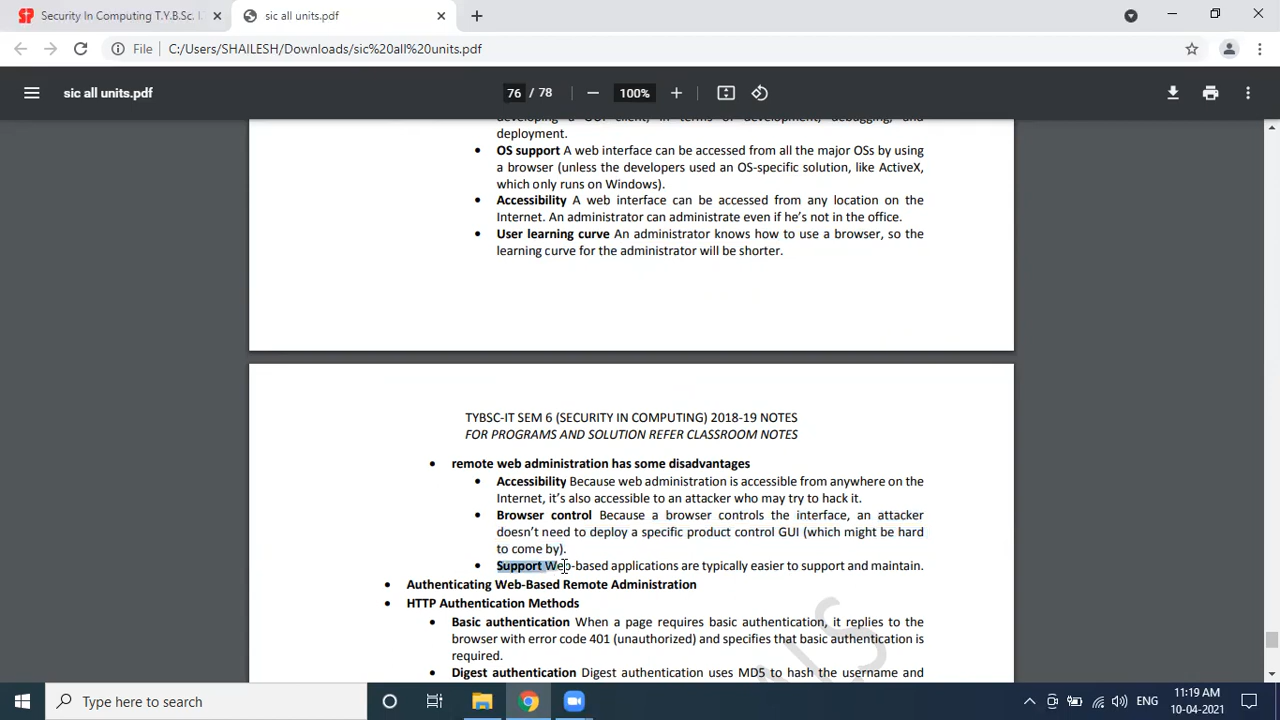 Security In Computing T.Y.B.Sc. I
sic all units.pdf
File
C:/Users/SHAILESH/Downloads/sic%20all%20units.pdf
sic all units.pdf
76 / 78
100%
deployment.
OS support A web interface can be accessed from all the major OSs by using
a browser (unless the developers used an OS-specific solution, like ActiveX,
which only runs on Windows).
Accessibility A web interface can be accessed from any location on the
Internet. An administrator can administrate even if he's not in the office.
User learning curve An administrator knows how to use a browser, so the
learning curve for the administrator will be shorter.
TYBSC-IT SEM 6 (SECURITY IN COMPUTING) 2018-19 NOTES
FOR PROGRAMS AND SOLUTION REFER CLASSROOM NOTES
remote web administration has some disadvantages
Accessibility Because web administration is accessible from anywhere on the
Internet, it's also accessible to an attacker who may try to hack it.
Browser control Because a browser controls the interface, an attacker
doesn't need to deploy a specific product control GUI (which might be hard
to come by).
Support Web-based applications are typically easier to support and maintain.
Authenticating Web-Based Remote Administration
HTTP Authentication Methods
Basic authentication When a page requires basic authentication, it replies to the
browser with error code 401 (unauthorized) and specifies that basic authentication is
required.
Digest authentication Digest authentication uses MD5 to hash the username and
Type here to search
ENG
11:19 AM
10-04-2021